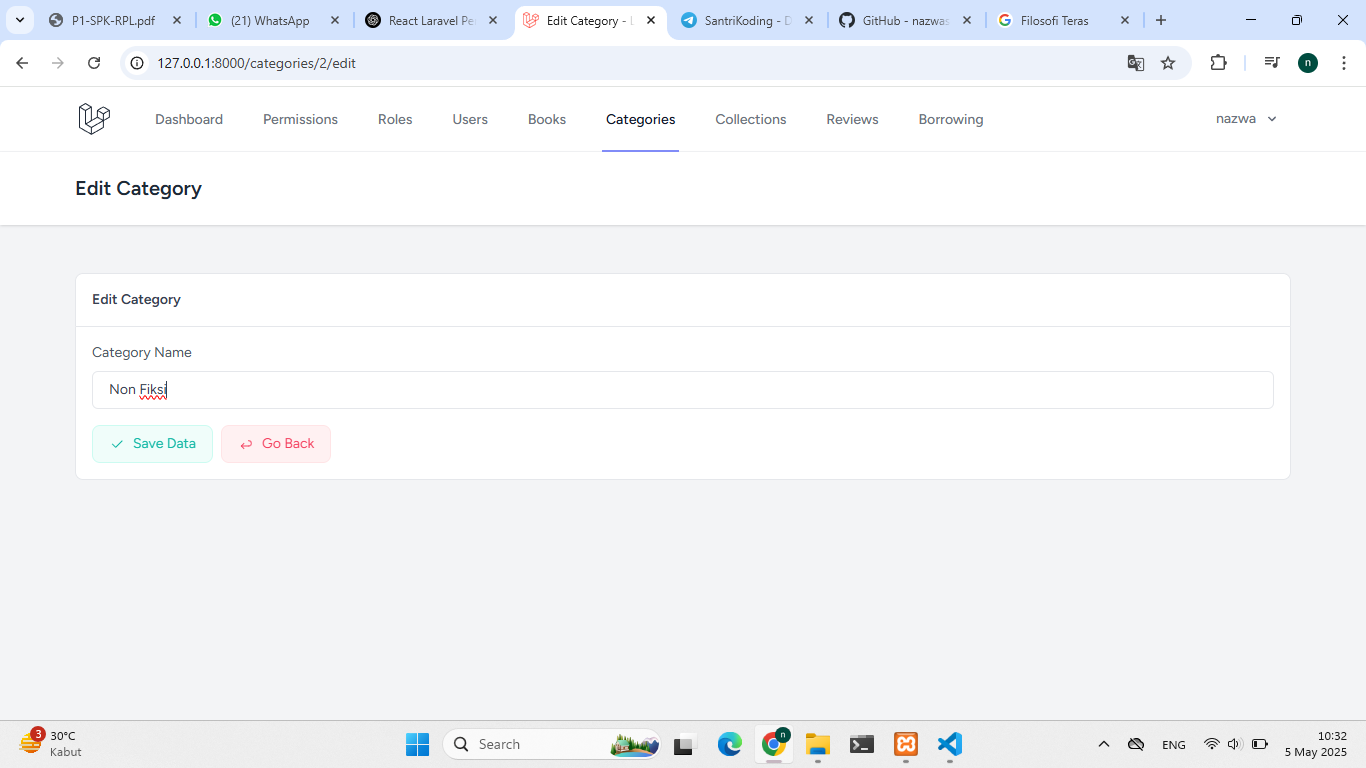 P1-SPK-RPL.pdf
(21) WhatsApp
React Laravel Pe
Edit Category - L
SantriKoding - D
GitHub - nazwas
Filosofi Teras
127.0.0.1:8000/categories/2/edit
n
Dashboard Permissions Roles Users Books Categories Collections Reviews Borrowing nazwa
Edit Category
Edit Category
Category Name
Non Fiksi
Save Data Go Back
3
30°C
Kabut
Search
n
ENG
10:32
5 May 2025